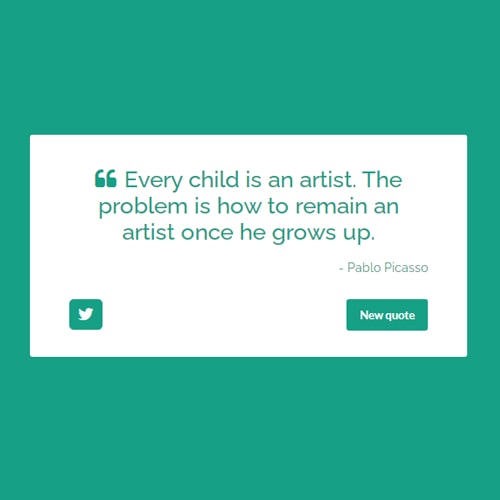 Every child is an artist. The
problem is how to remain an
artist once he grows up.
- Pablo Picasso
New quote